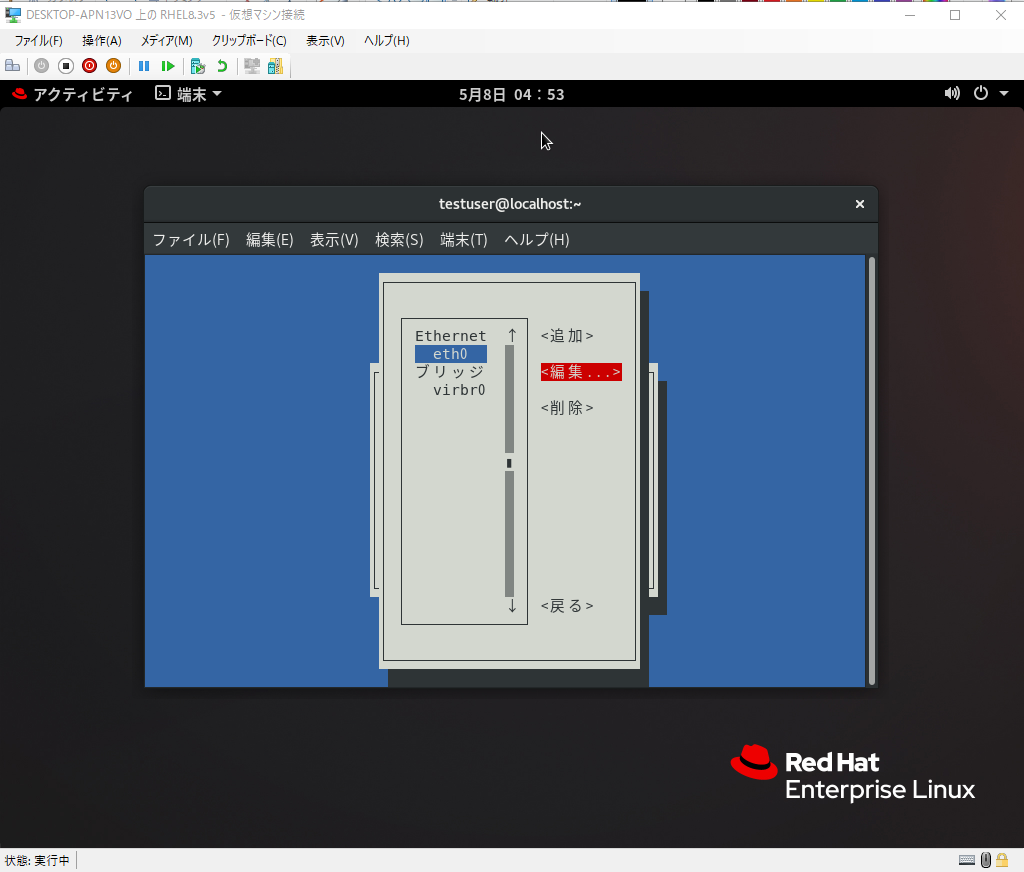 DESKTOP-APN13VO 上の RHEL8.3v5 - 仮想マシン接続
ファイル(F) 操作(A) メディア(M) クリップボード(C) 表示(V) ヘルプ(H)
アクティビティ 端末 5月8日 04：53
testuser@localhost:~
ファイル(F) 編集(E) 表示(V) 検索(S) 端末(T) ヘルプ(H)
Ethernet ↑ <追加>
eth0
ブリッジ <編集...>
virbr0
<削除>
↓ <戻る>
Red Hat
Enterprise Linux
状態: 実行中